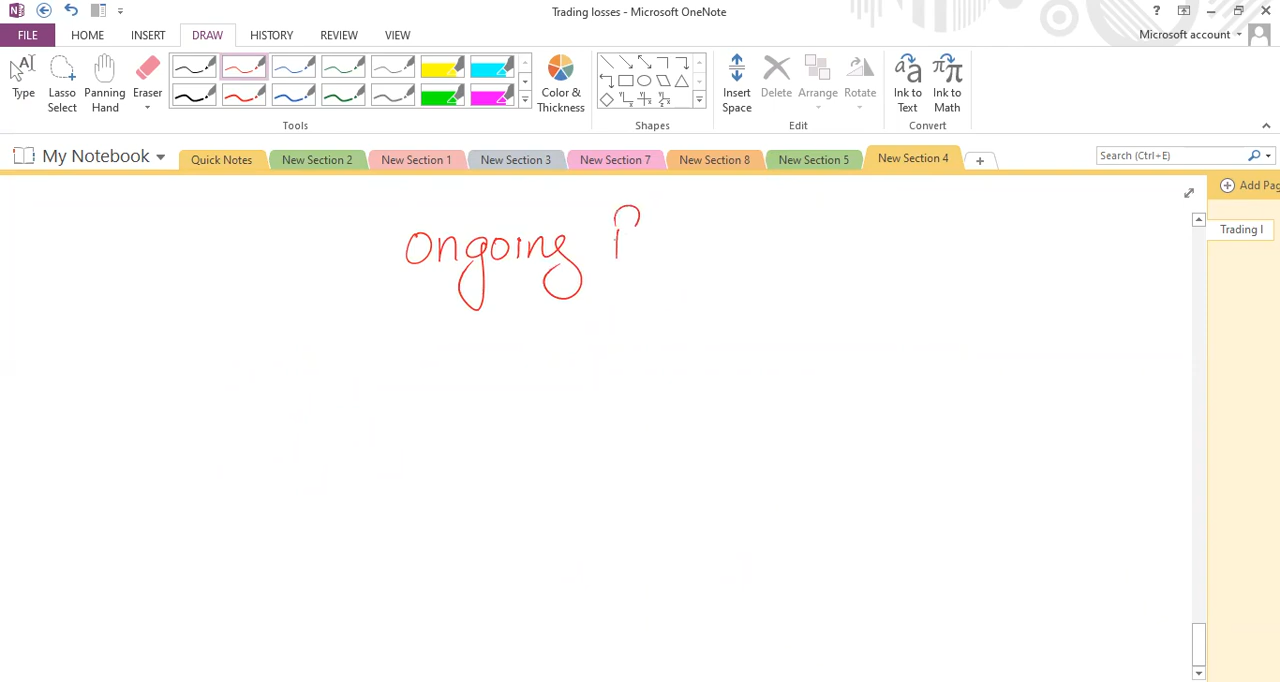 Trading losses - Microsoft OneNote
?
FILE HOME INSERT DRAW HISTORY REVIEW VIEW
Microsoft account
Type
Lasso Select
Panning Hand
Eraser
Color & Thickness
Insert Space
Delete
Arrange
Rotate
Ink to Text
Ink to Math
Tools Shapes Edit Convert
My Notebook Quick Notes New Section 2 New Section 1 New Section 3 New Section 7 New Section 8 New Section 5 New Section 4
Search (Ctrl+E)
Add Pag
Trading l
ongoing